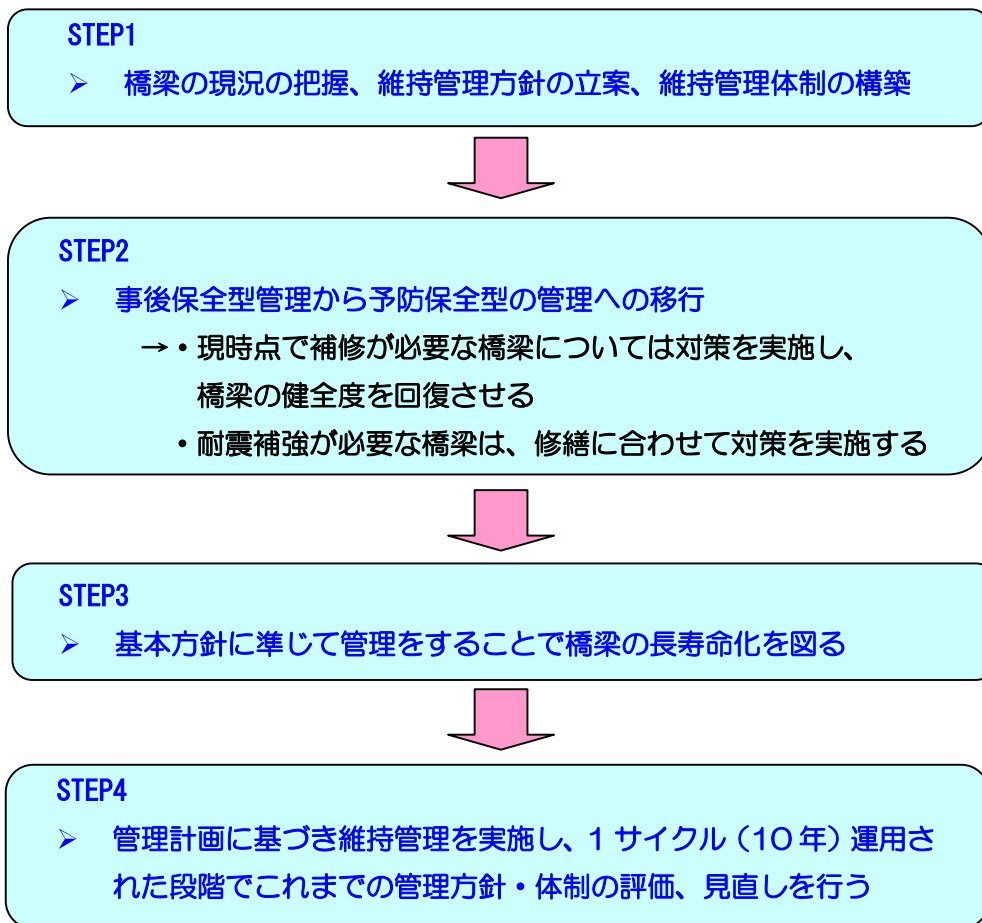 STEP1
➢ 橋梁の現況の把握、維持管理方針の立案、維持管理体制の構築
STEP2
➢ 事後保全型管理から予防保全型の管理への移行
→・現時点で補修が必要な橋梁については対策を実施し、
橋梁の健全度を回復させる
・耐震補強が必要な橋梁は、修繕に合わせて対策を実施する
STEP3
➢ 基本方針に準じて管理をすることで橋梁の長寿命化を図る
STEP4
➢ 管理計画に基づき維持管理を実施し、1 サイクル（10 年）運用さ
れた段階でこれまでの管理方針・体制の評価、見直しを行う